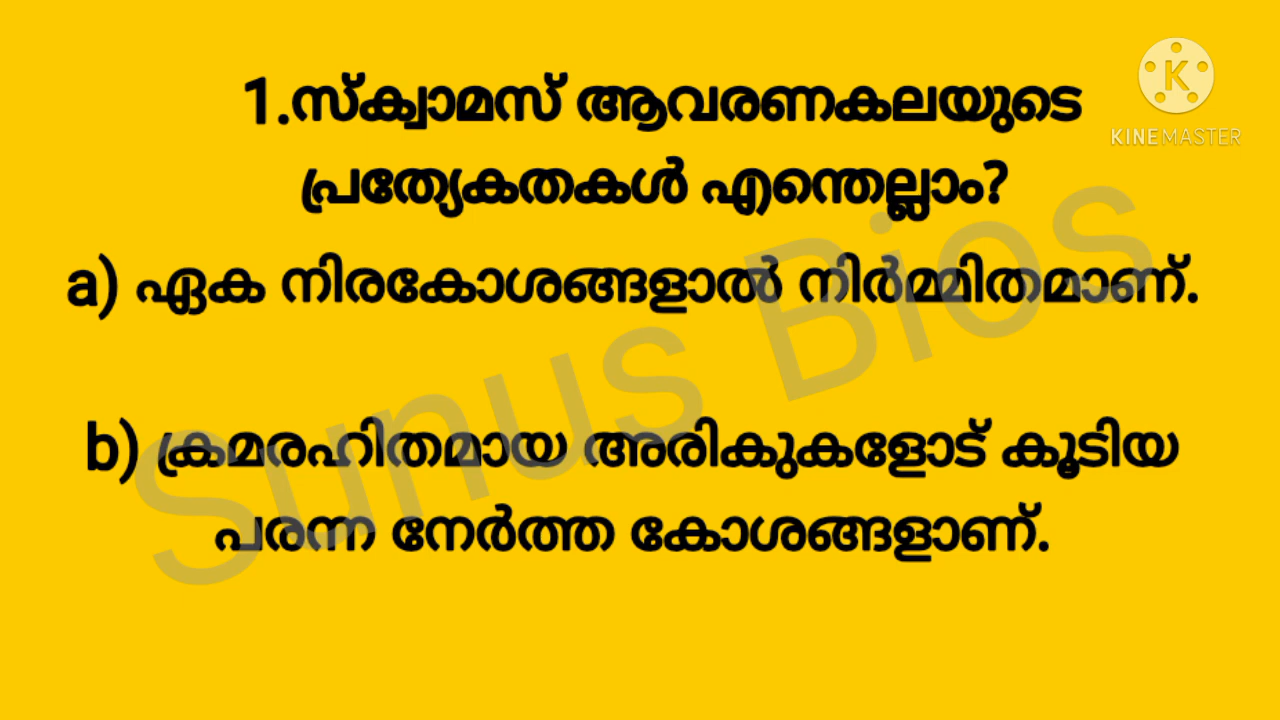 1.സ്ക്വാമസ് ആവരണകലയുടെ
പ്രത്യേകതകൾ എന്തെല്ലാം?
a) ഏക നിരകോശങ്ങളാൽ നിർമ്മിതമാണ്.
b) ക്രമരഹിതമായ അരികുകളോട് കൂടിയ
പരന്ന നേർത്ത കോശങ്ങളാണ്.
Sunus Bios
K
KINEMASTER